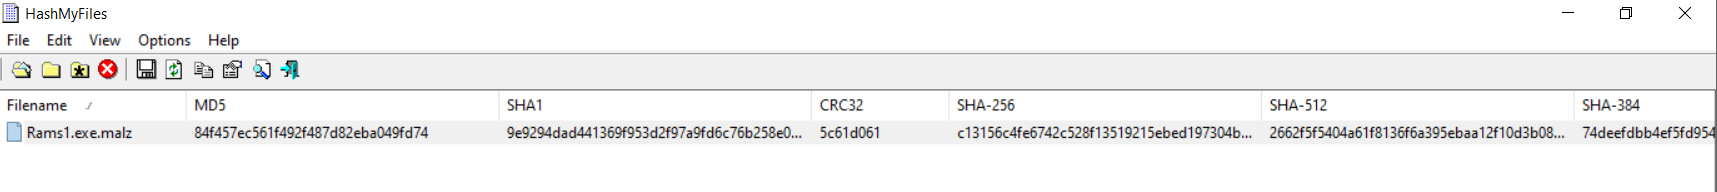 HashMyFiles
File Edit View Options Help
Filename MD5 SHA1 CRC32 SHA-256 SHA-512 SHA-384
Rams1.exe.malz 84f457ec561f492f487d82eba049fd74 9e9294dad441369f953d2f97a9fd6c76b258e0... 5c61d061 c13156c4fe6742c528f13519215ebed197304b... 2662f5f5404a61f8136f6a395ebaa12f10d3b08... 74deefdbb4ef5fd954